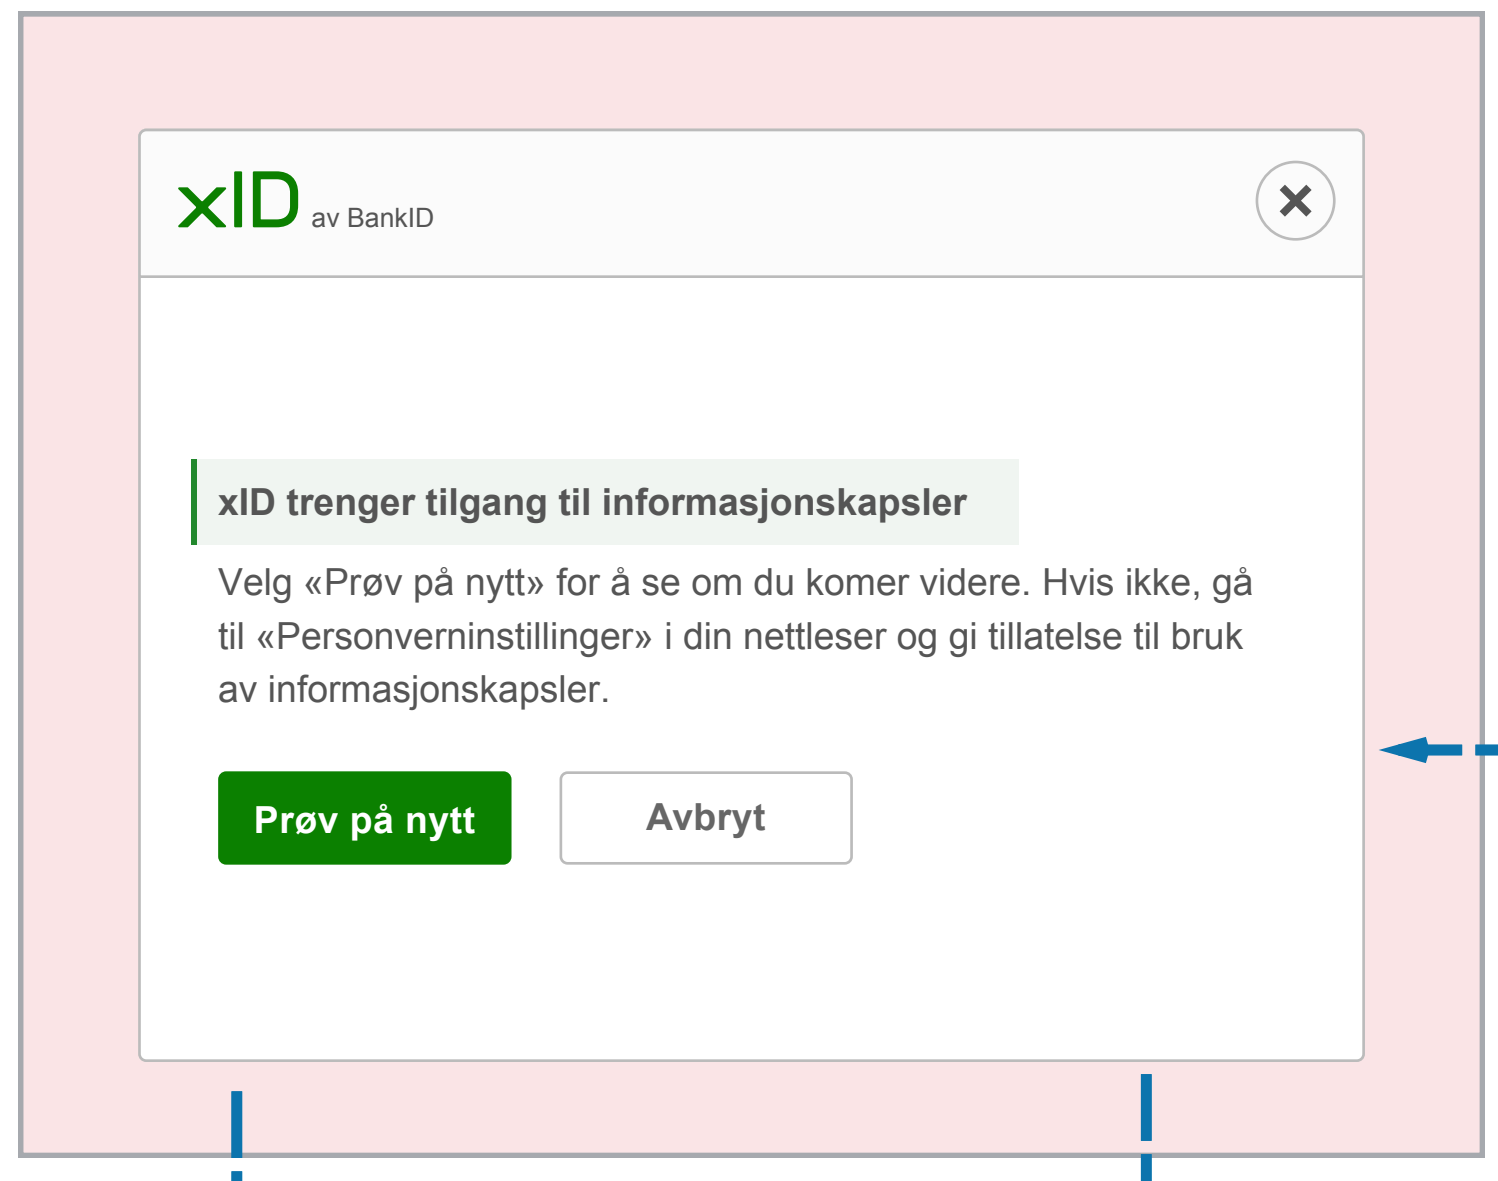 xID av BankID
xID trenger tilgang til informasjonskapsler
Velg «Prøv på nytt» for å se om du komer videre. Hvis ikke, gå
til «Personverninstillinger» i din nettleser og gi tillatelse til bruk
av informasjonskapsler.
Prøv på nytt
Avbryt